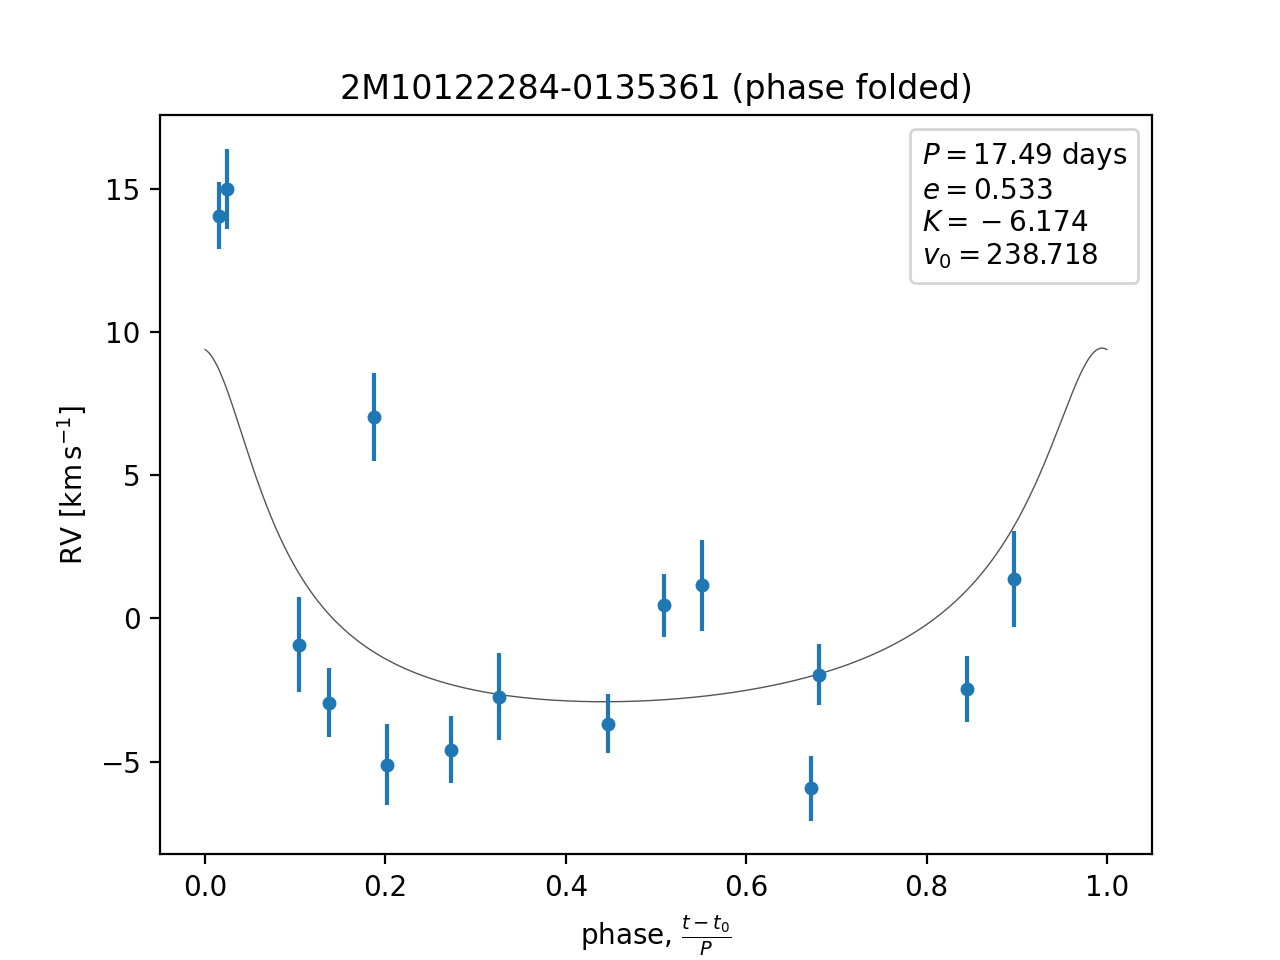 2M10122284-0135361 (phase folded)
P = 17.49 days
e = 0.533
K = −6.174
v₀ = 238.718
RV [km s⁻¹]
15
10
5
0
−5
0.0 0.2 0.4 0.6 0.8 1.0
phase, (t − t₀)/P